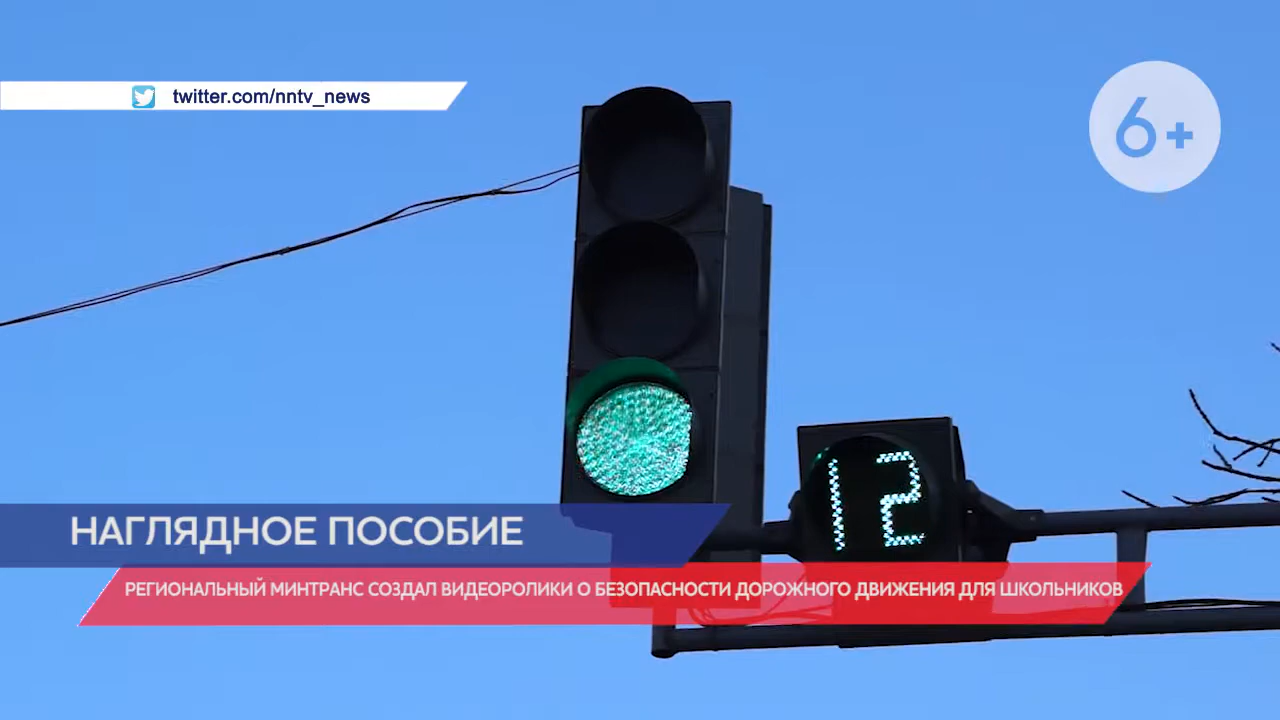 twitter.com/nntv_news
6+
12
НАГЛЯДНОЕ ПОСОБИЕ
РЕГИОНАЛЬНЫЙ МИНТРАНС СОЗДАЛ ВИДЕОРОЛИКИ О БЕЗОПАСНОСТИ ДОРОЖНОГО ДВИЖЕНИЯ ДЛЯ ШКОЛЬНИКОВ